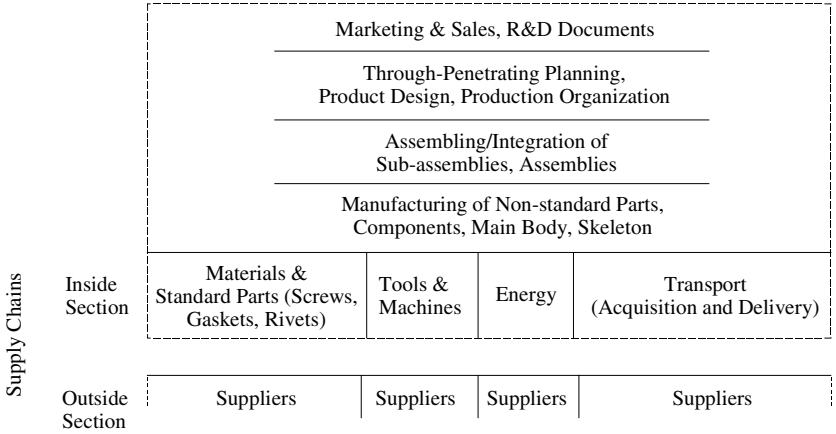 Marketing & Sales, R&D Documents
Through-Penetrating Planning,
Product Design, Production Organization
Assembling/Integration of
Sub-assemblies, Assemblies
Manufacturing of Non-standard Parts,
Components, Main Body, Skeleton
Supply Chains
Inside
Section
Materials &
Standard Parts (Screws,
Gaskets, Rivets)
Tools &
Machines
Energy
Transport
(Acquisition and Delivery)
Outside
Section
Suppliers
Suppliers
Suppliers
Suppliers